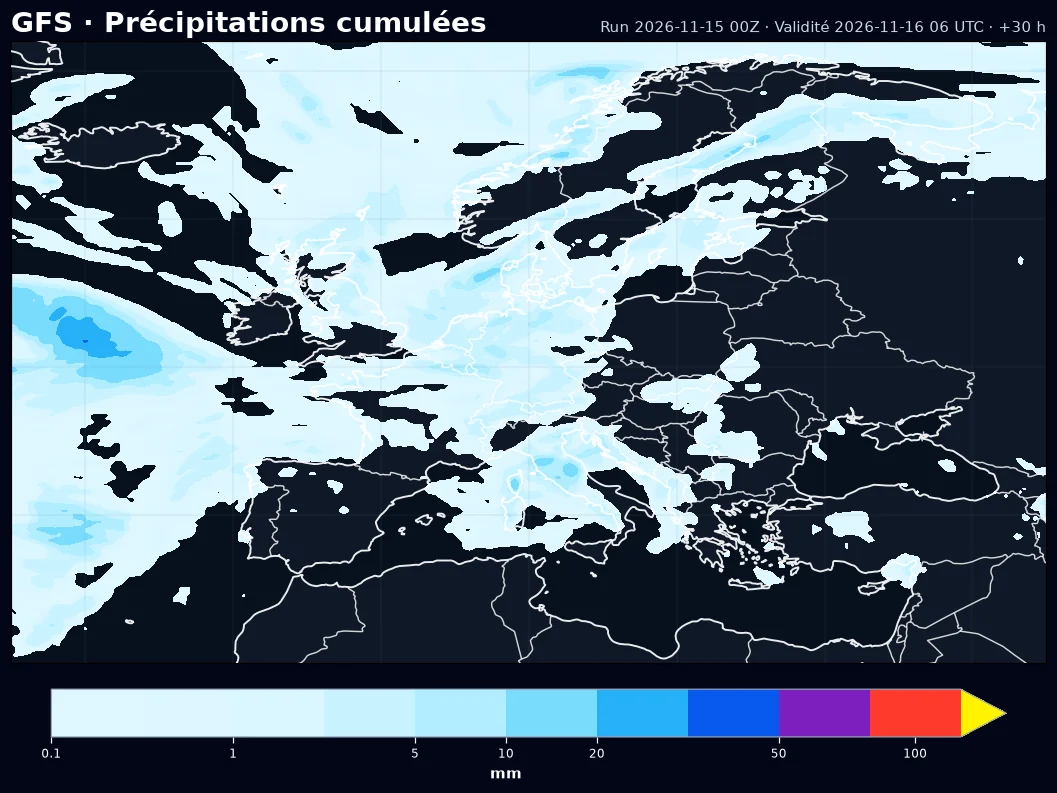 GFS · Précipitations cumulées
Run 2026-11-15 00Z · Validité 2026-11-16 06 UTC · +30 h
0.1 1 5 10 20 50 100
mm